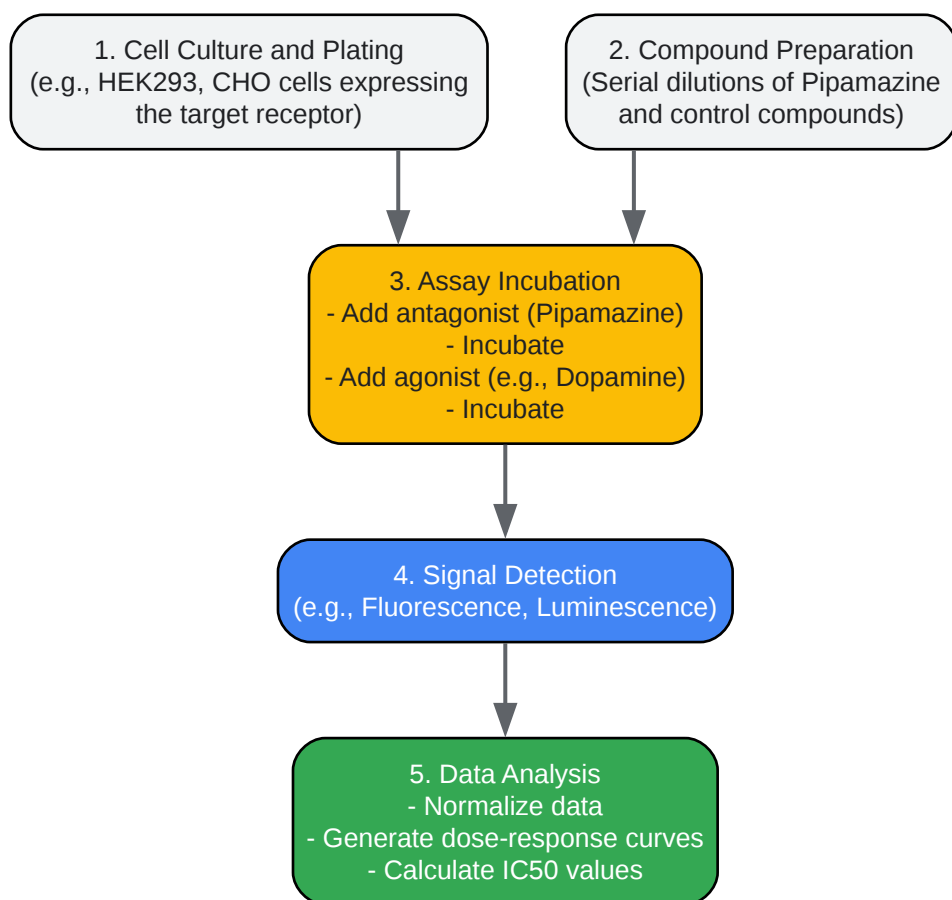 1. Cell Culture and Plating
(e.g., HEK293, CHO cells expressing
the target receptor)
2. Compound Preparation
(Serial dilutions of Pipamazine
and control compounds)
3. Assay Incubation
- Add antagonist (Pipamazine)
- Incubate
- Add agonist (e.g., Dopamine)
- Incubate
4. Signal Detection
(e.g., Fluorescence, Luminescence)
5. Data Analysis
- Normalize data
- Generate dose-response curves
- Calculate IC50 values